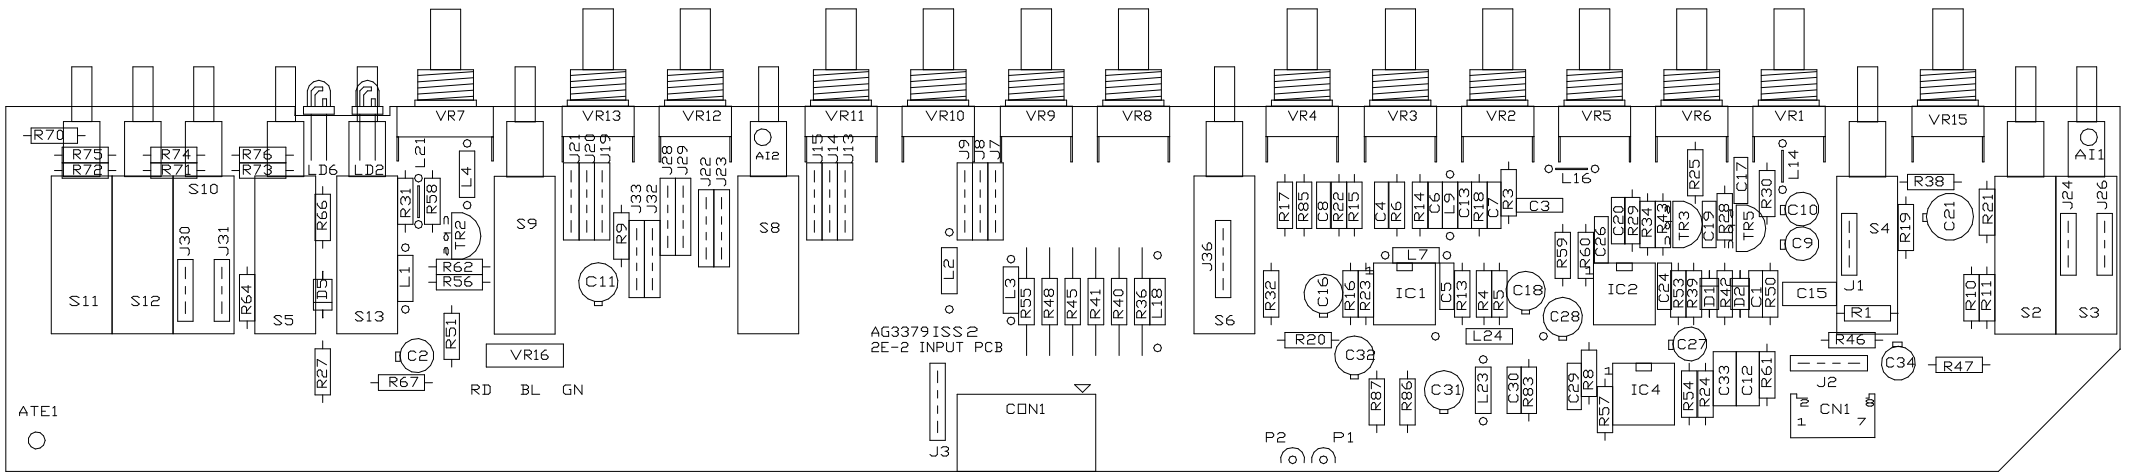 VR7
VR13
VR12
VR11
VR10
VR9
VR8
VR4
VR3
VR2
VR5
VR6
VR1
VR15
R70
R75
R72
R74
R71
R76
R73
LD6
LD2
L21
L4
J21
J20
J19
J28
J29
J22
J23
AI2
J15
J14
J13
J9
J8
J7
L16
R25
C17
R30
L14
AI1
S10
R66
R31
R58
TR2
S9
R9
J33
J32
S8
J36
R17
R85
C8
R22
R15
C4
R6
R14
C6
L9
C13
R18
C7
R3
C3
R59
R60
C26
C20
R29
R34
R43
TR3
C19
R28
TR5
C10
C9
S4
R38
R19
C21
R21
J24
J26
J30
J31
S11
S12
R64
S5
D5
S13
L1
R62
R56
C11
L2
L3
R55
R48
R45
R41
R40
R36
L18
S6
R32
C16
R16
R23
1
L7
IC1
C5
R13
R4
R5
C18
C28
1
IC2
C24
R53
R39
D1
R42
D2
C1
R50
C15
J1
R1
R10
R11
S2
S3
R27
C2
R51
R67
VR16
RD BL GN
AG3379ISS2
2E-2 INPUT PCB
R20
C32
L24
C27
R46
C34
R47
J2
R87
R86
C31
L23
C30
R83
C29
R8
R57
1
IC4
R54
R24
C33
C12
R61
ATE1
J3
CON1
P2
P1
CN1
2
8
1
7